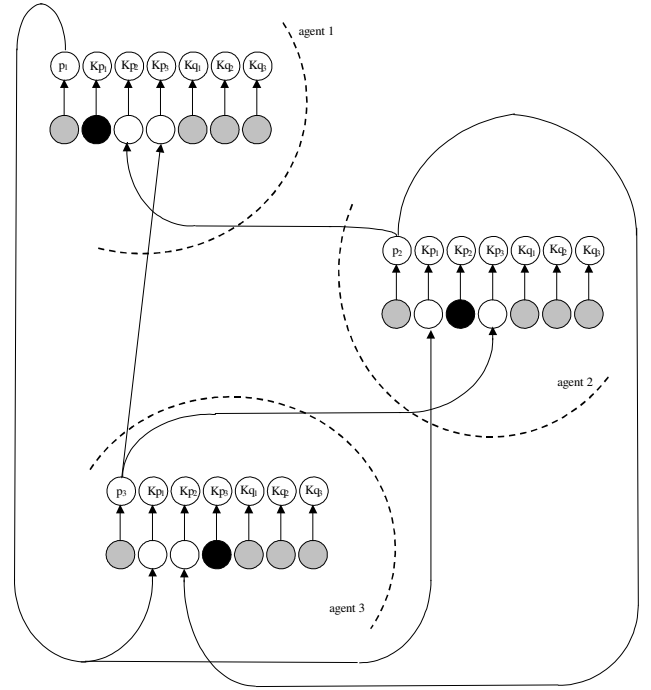 agent 1
p₁ Kp₁ Kp₂ Kp₃ Kq₁ Kq₂ Kq₃
p₂ Kp₁ Kp₂ Kp₃ Kq₁ Kq₂ Kq₃
agent 2
p₃ Kp₁ Kp₂ Kp₃ Kq₁ Kq₂ Kq₃
agent 3